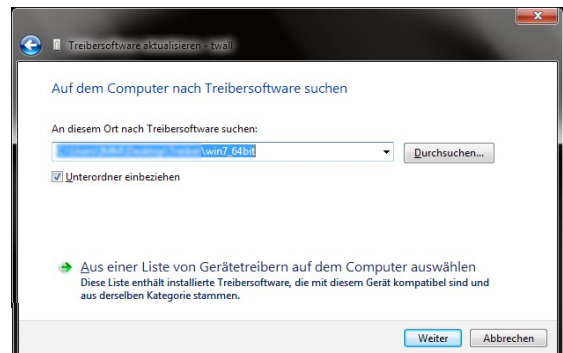 Treibersoftware aktualisieren - twall
Auf dem Computer nach Treibersoftware suchen
An diesem Ort nach Treibersoftware suchen:
\win7_64bit
Durchsuchen...
Unterordner einbeziehen
Aus einer Liste von Gerätetreibern auf dem Computer auswählen
Diese Liste enthält installierte Treibersoftware, die mit diesem Gerät kompatibel sind und
aus derselben Kategorie stammen.
Weiter
Abbrechen